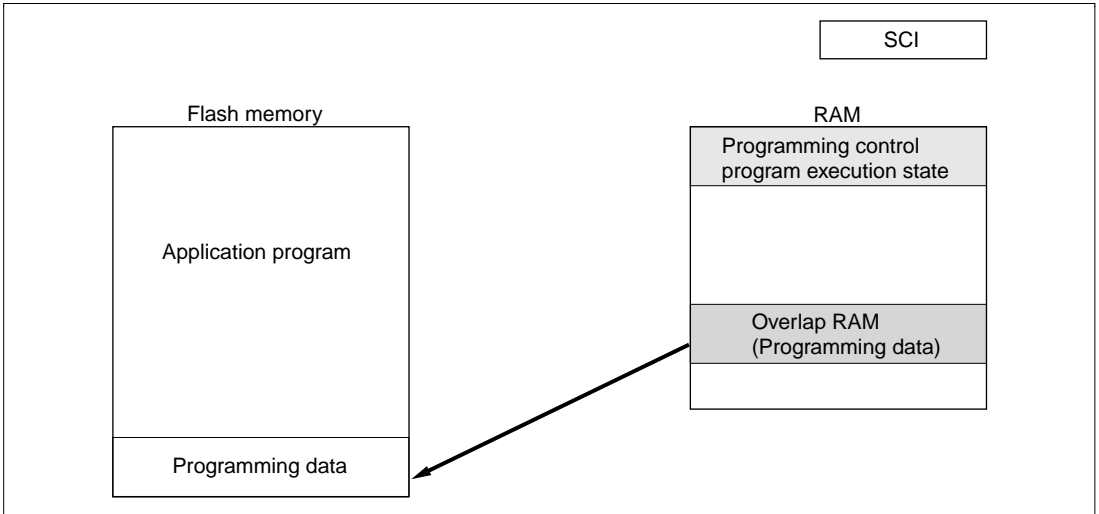 SCI
Flash memory
RAM
Programming control
program execution state
Application program
Overlap RAM
(Programming data)
Programming data